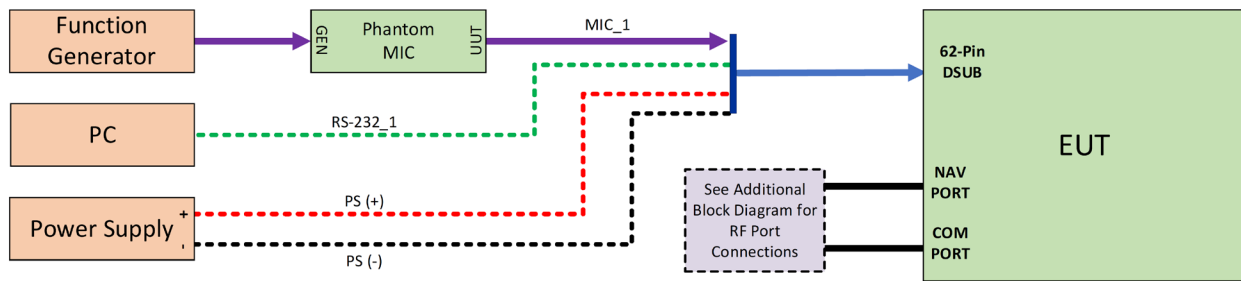 Function
Generator
GEN
Phantom
MIC
UUT
MIC_1
62-Pin
DSUB
PC
RS-232_1
EUT
Power Supply
+
-
PS (+)
PS (-)
See Additional
Block Diagram for
RF Port
Connections
NAV
PORT
COM
PORT